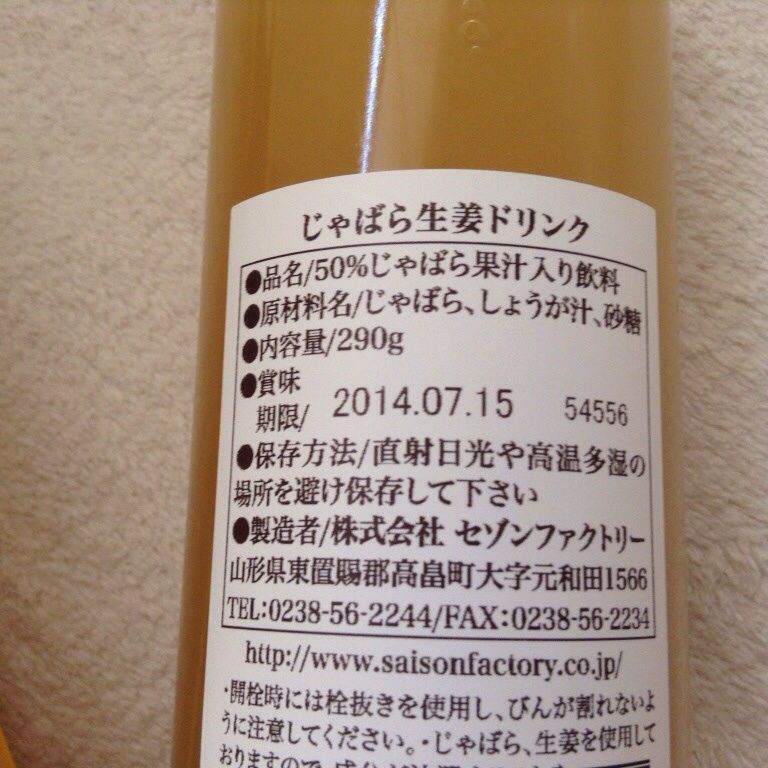 じゃばら生姜ドリンク
●品名/50%じゃばら果汁入り飲料
●原材料名/じゃばら、しょうが汁、砂糖
●内容量/290g
●賞味
期限/ 2014.07.15 54556
●保存方法/直射日光や高温多湿の
場所を避け保存して下さい
●製造者/株式会社 セゾンファクトリー
山形県東置賜郡高畠町大字元和田1566
TEL:0238-56-2244/FAX:0238-56-2234
http://www.saisonfactory.co.jp/
・開栓時には栓抜きを使用し、びんが割れないよ
うに注意してください。・じゃばら、生姜を使用して
おりますので、成分が